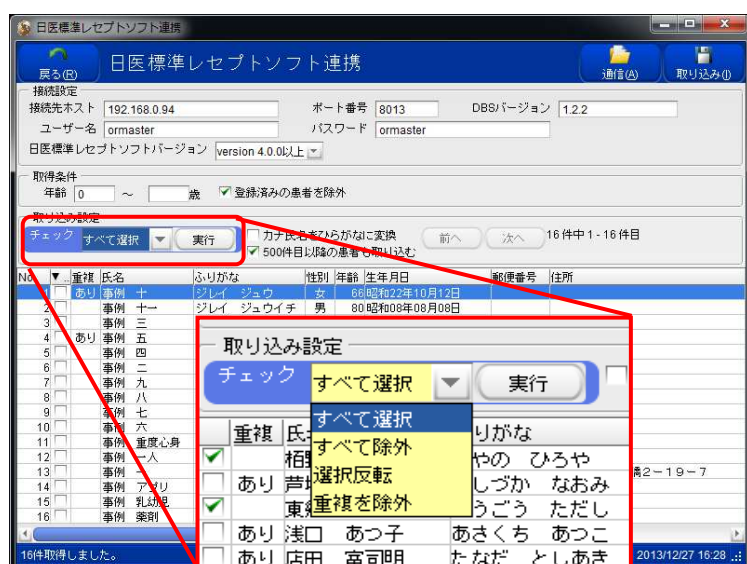 日医標準レセプトソフト連携
戻る(R)
日医標準レセプトソフト連携
通信(A)
取り込み(I)
接続設定
接続先ホスト 192.168.0.94 ポート番号 8013 DBSバージョン 1.2.2
ユーザー名 ormaster パスワード ormaster
日医標準レセプトソフトバージョン version 4.0.0以上
取得条件
年齢 0 ～ 歳 登録済みの患者を除外
取り込み設定
チェック すべて選択 実行
カナ氏名をひらがなに変換
500件目以降の患者も取り込む
前へ 次へ 16件中1-16件目
No ▼.. 重複 氏名 ふりがな 性別 年齢 生年月日 郵便番号 住所
1 あり 事例 十 ジレイ ジュウ 女 66 昭和22年10月12日
2 事例 十一 ジレイ ジュウイチ 男 80 昭和08年08月08日
3 事例 三
4 あり 事例 五
5 事例 四
6 事例 二
7 事例 九
8 事例 八
9 事例 七
10 事例 六
11 事例 重度心身
12 事例 一人
13 事例 一
14 事例 アプリ
15 事例 乳幼児
16 事例 薬剤
2－19－7
取り込み設定
チェック すべて選択 実行
すべて選択
すべて除外
選択反転
重複を除外
重複 氏 りがな
やの ひろや
あり しづか なおみ
うごう ただし
あり 浅口 あつ子 あさくち あつこ
あり たなだ としあき
16件取得しました。
2013/12/27 16:28